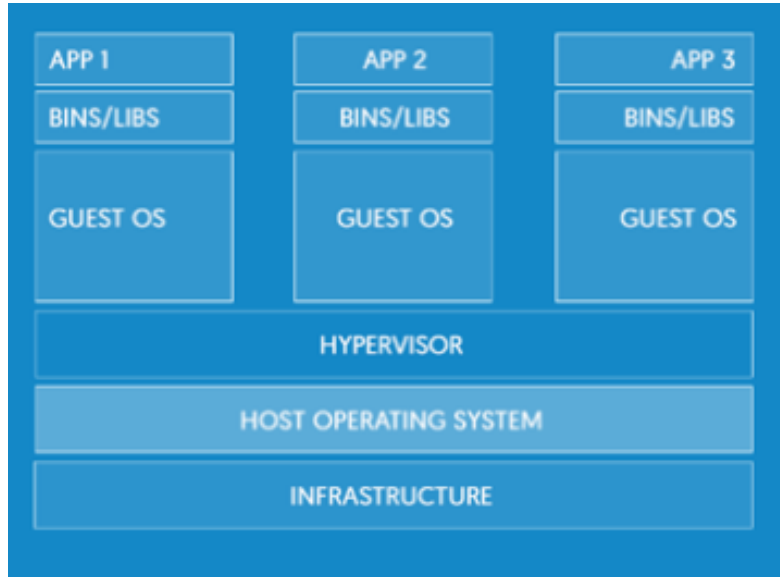 APP 1 APP 2 APP 3
BINS/LIBS BINS/LIBS BINS/LIBS
GUEST OS GUEST OS GUEST OS
HYPERVISOR
HOST OPERATING SYSTEM
INFRASTRUCTURE